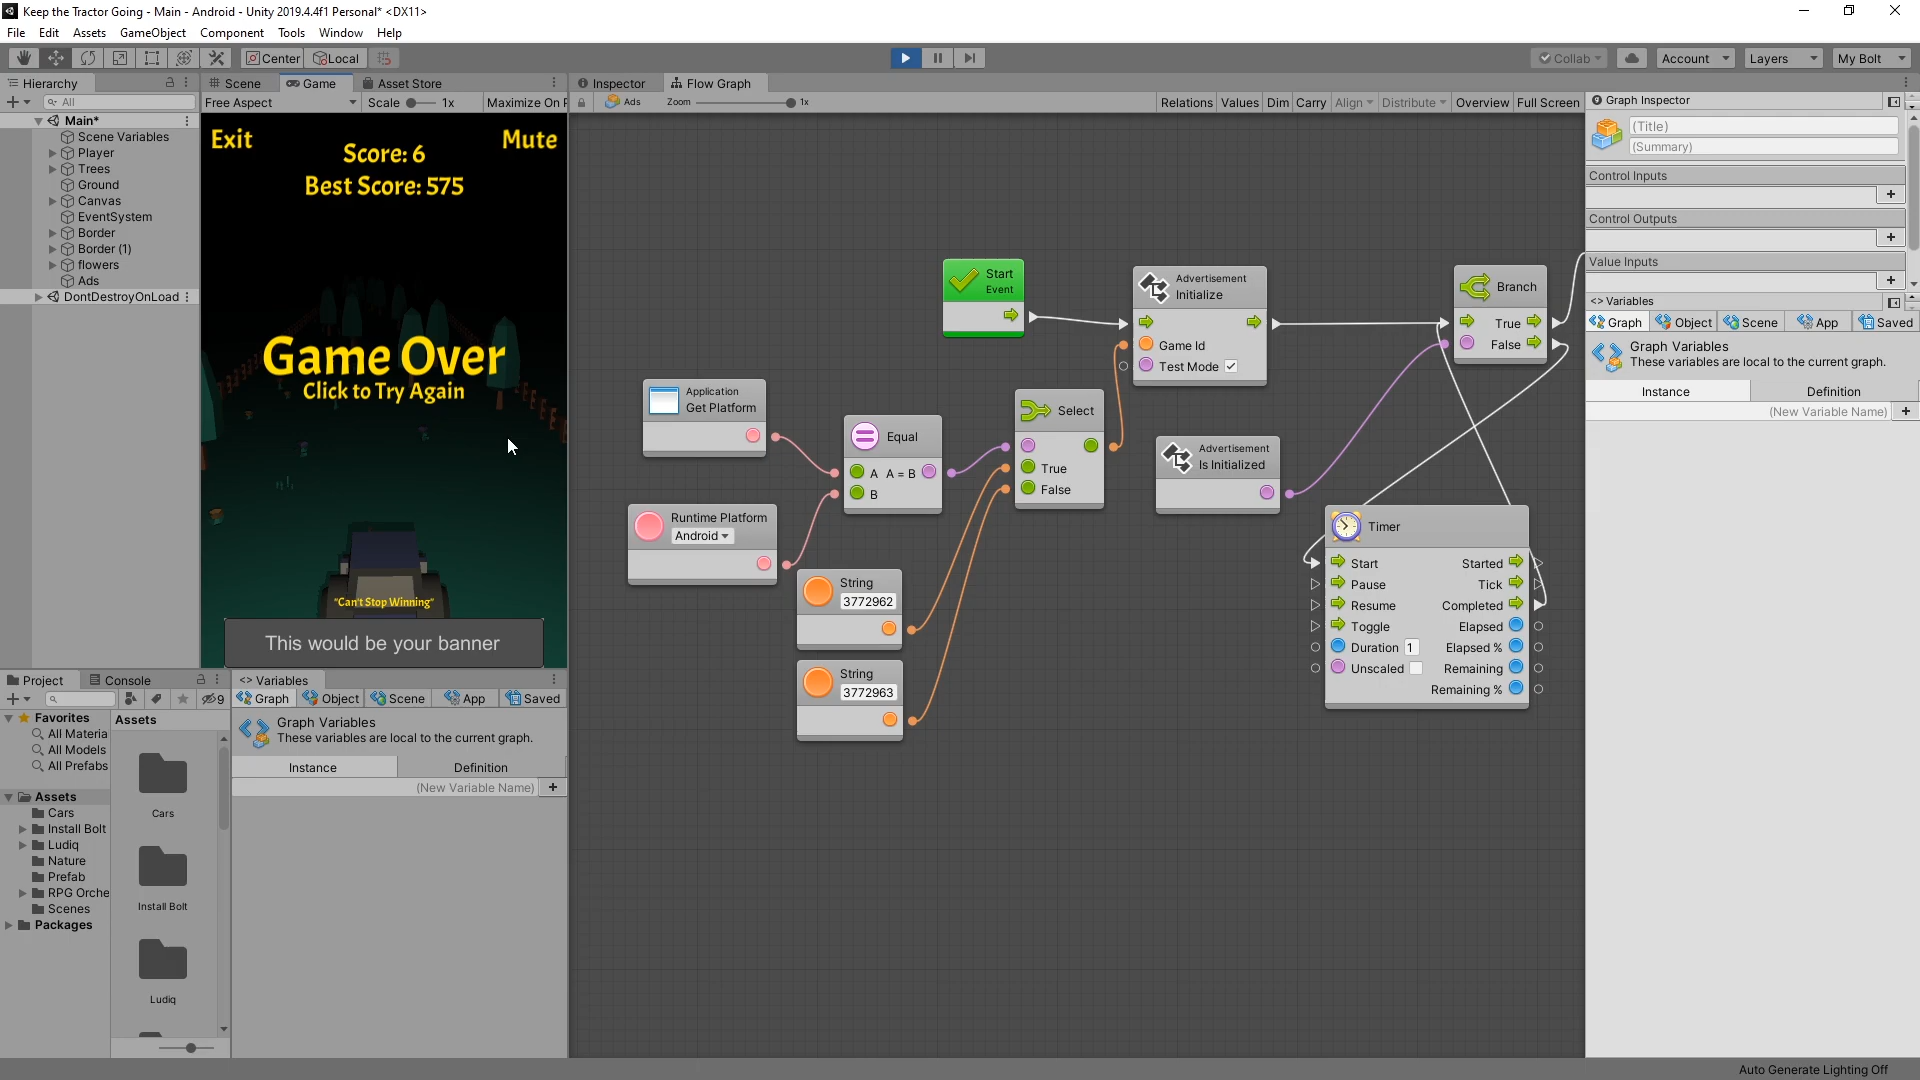 Keep the Tractor Going - Main - Android - Unity 2019.4.4f1 Personal* <DX11>
File Edit Assets GameObject Component Tools Window Help
Center Local
Collab Account Layers My Bolt
Hierarchy Scene Game Asset Store Inspector Flow Graph
All Free Aspect Scale 1x Maximize On P Ads Zoom 1x Relations Values Dim Carry Align Distribute Overview Full Screen
Main*
Scene Variables
Player
Trees
Ground
Canvas
EventSystem
Border
Border (1)
flowers
Ads
DontDestroyOnLoad
Exit
Mute
Score: 6
Best Score: 575
Game Over
Click to Try Again
"Can't Stop Winning"
This would be your banner
Start
Event
Advertisement
Initialize
Game Id
Test Mode
Branch
True
False
Application
Get Platform
Equal
A A = B
B
Select
True
False
Advertisement
Is Initialized
Runtime Platform
Android
String
3772962
String
3772963
Timer
Start Started
Pause Tick
Resume Completed
Toggle Elapsed
Duration 1 Elapsed %
Unscaled Remaining
Remaining %
Graph Inspector
(Title)
(Summary)
Control Inputs
Control Outputs
Value Inputs
<> Variables
Graph Object Scene App Saved
Graph Variables
These variables are local to the current graph.
Instance Definition
(New Variable Name)
Project Console
9
Favorites
All Materia
All Models
All Prefabs
Assets
Cars
Install Bolt
Ludiq
Nature
Prefab
RPG Orche
Scenes
Packages
Assets
Cars
Install Bolt
Ludiq
<> Variables
Graph Object Scene App Saved
Graph Variables
These variables are local to the current graph.
Instance Definition
(New Variable Name)
Auto Generate Lighting Off